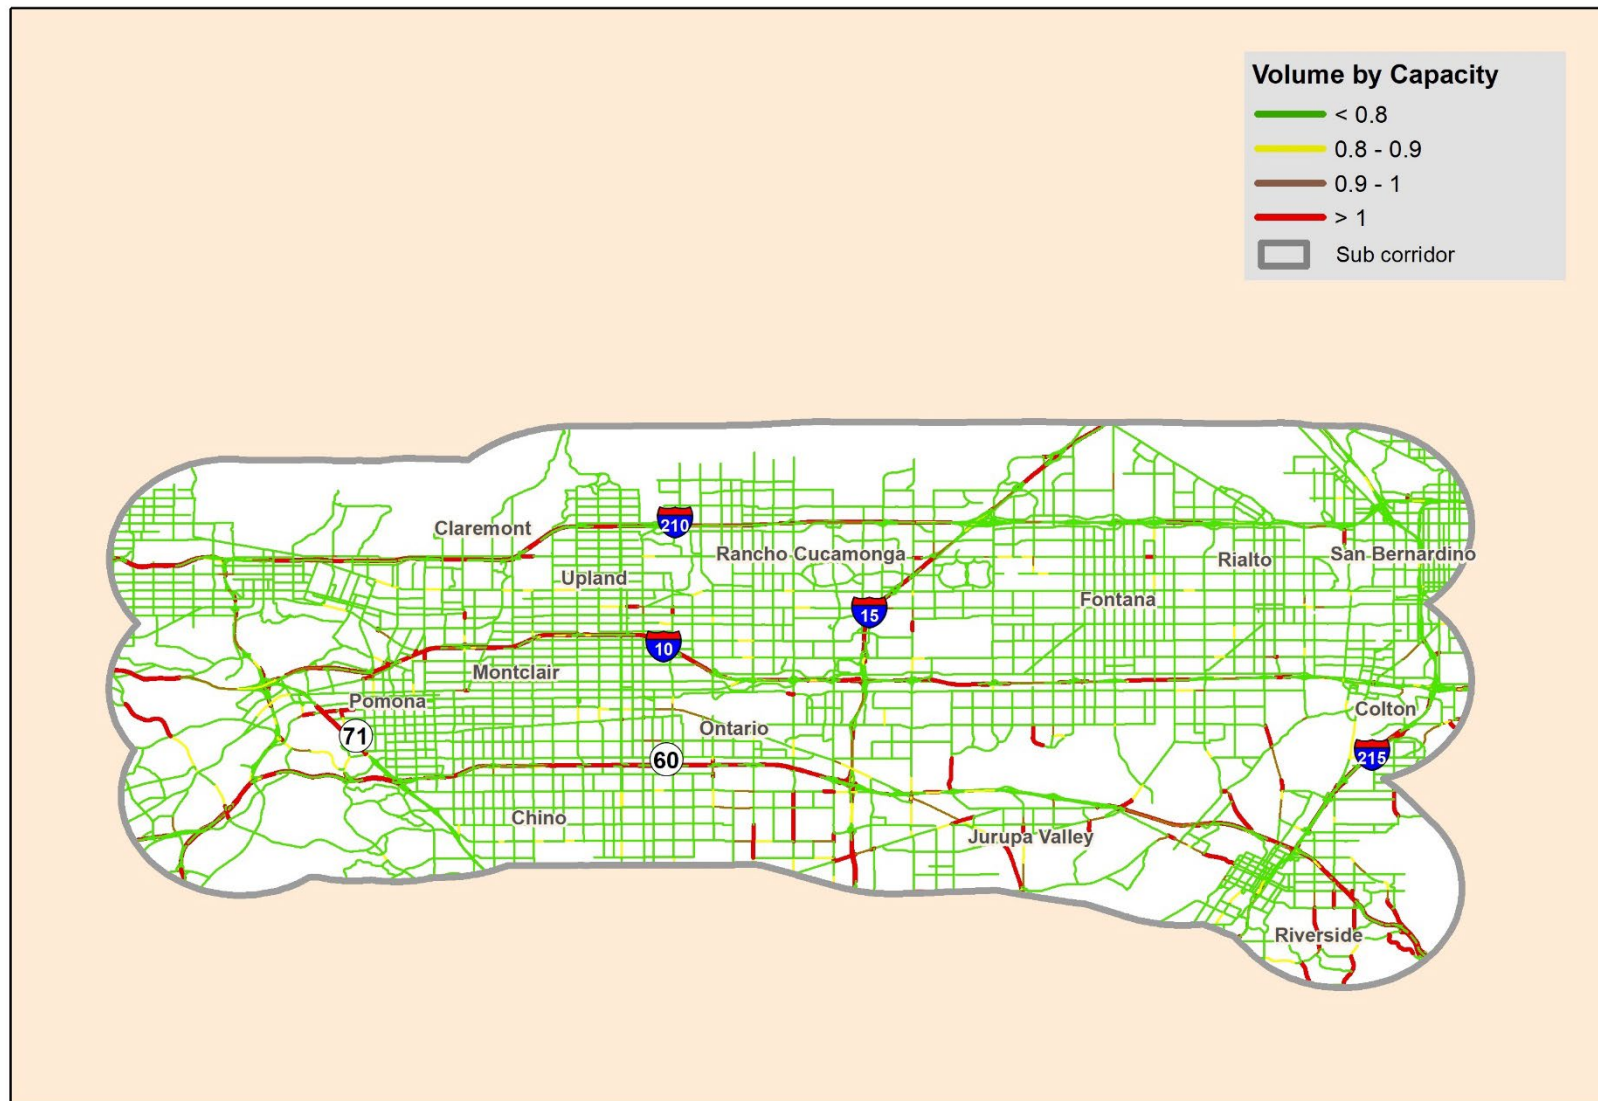 Volume by Capacity
< 0.8
0.8 - 0.9
0.9 - 1
> 1
Sub corridor
Claremont
210
Rancho Cucamonga
Rialto
San Bernardino
Upland
Fontana
15
10
Montclair
Pomona
Colton
71
Ontario
60
215
Chino
Jurupa Valley
Riverside